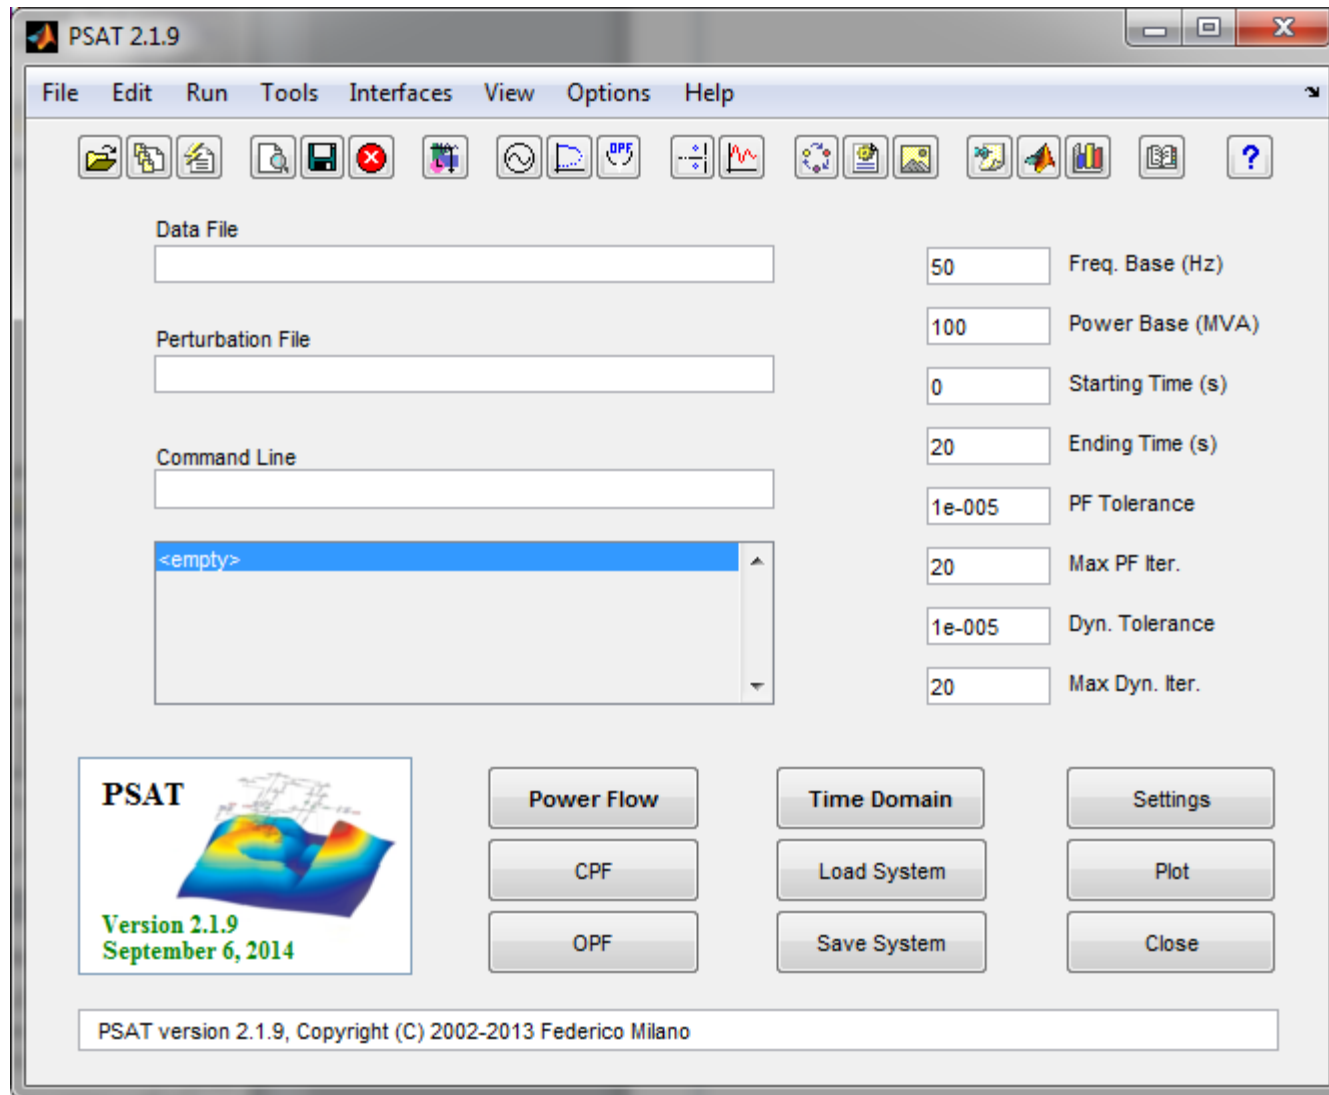 PSAT 2.1.9
File Edit Run Tools Interfaces View Options Help
OPF
?
Data File
50 Freq. Base (Hz)
100 Power Base (MVA)
Perturbation File
0 Starting Time (s)
20 Ending Time (s)
Command Line
1e-005 PF Tolerance
<empty>
20 Max PF Iter.
1e-005 Dyn. Tolerance
20 Max Dyn. Iter.
PSAT
Version 2.1.9
September 6, 2014
Power Flow Time Domain Settings
CPF Load System Plot
OPF Save System Close
PSAT version 2.1.9, Copyright (C) 2002-2013 Federico Milano